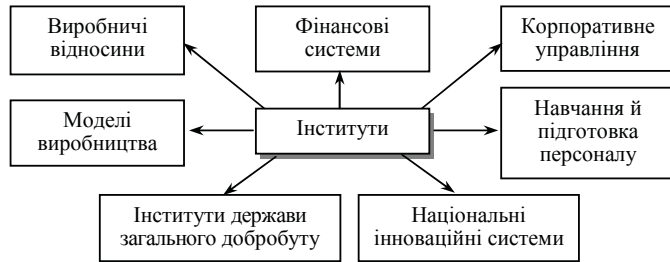 Виробничі
відносини
Фінансові
системи
Корпоративне
управління
Моделі
виробництва
Інститути
Навчання й
підготовка
персоналу
Інститути держави
загального добробуту
Національні
інноваційні системи